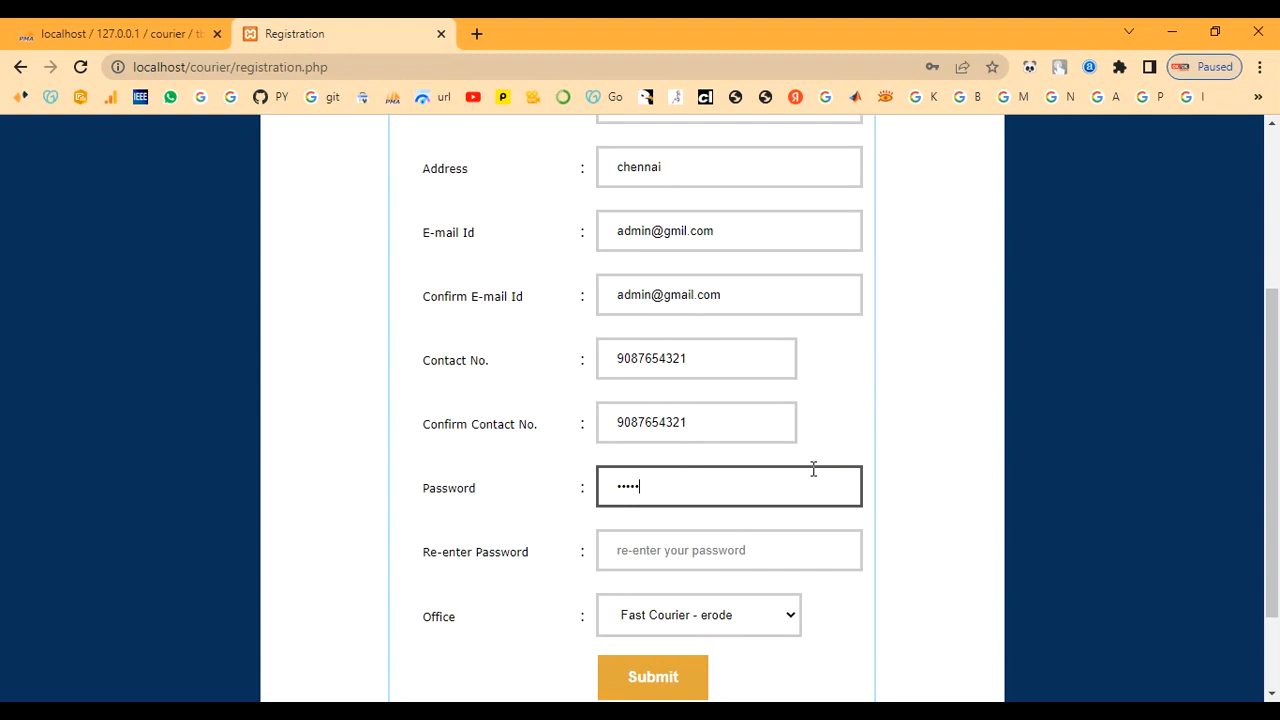 localhost / 127.0.0.1 / courier / tb
Registration
localhost/courier/registration.php
Paused
IEEE
PY
git
url
Go
K
B
M
N
A
P
I
»
Address : chennai
E-mail Id : admin@gmil.com
Confirm E-mail Id : admin@gmail.com
Contact No. : 9087654321
Confirm Contact No. : 9087654321
Password : •••••
Re-enter Password : re-enter your password
Office : Fast Courier - erode
Submit